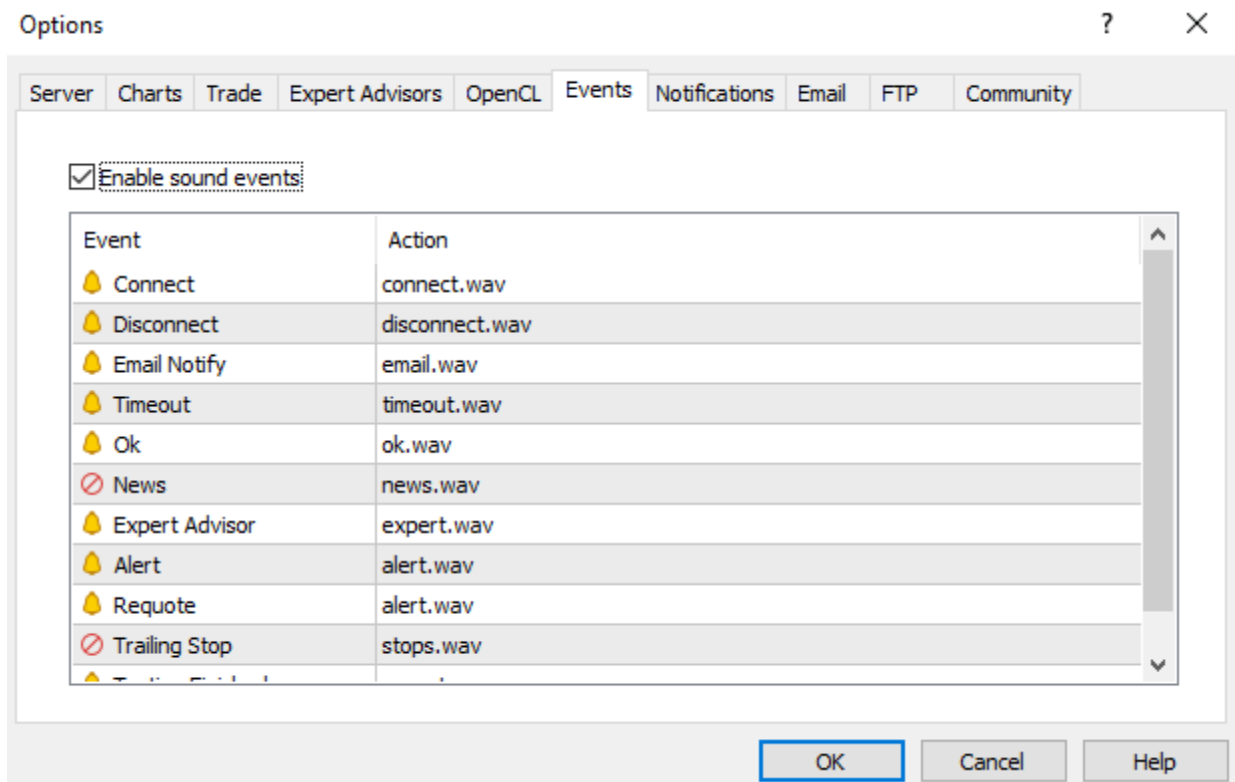 Options ?
Server Charts Trade Expert Advisors OpenCL Events Notifications Email FTP Community
Enable sound events
Event Action
Connect connect.wav
Disconnect disconnect.wav
Email Notify email.wav
Timeout timeout.wav
Ok ok.wav
News news.wav
Expert Advisor expert.wav
Alert alert.wav
Requote alert.wav
Trailing Stop stops.wav
OK Cancel Help